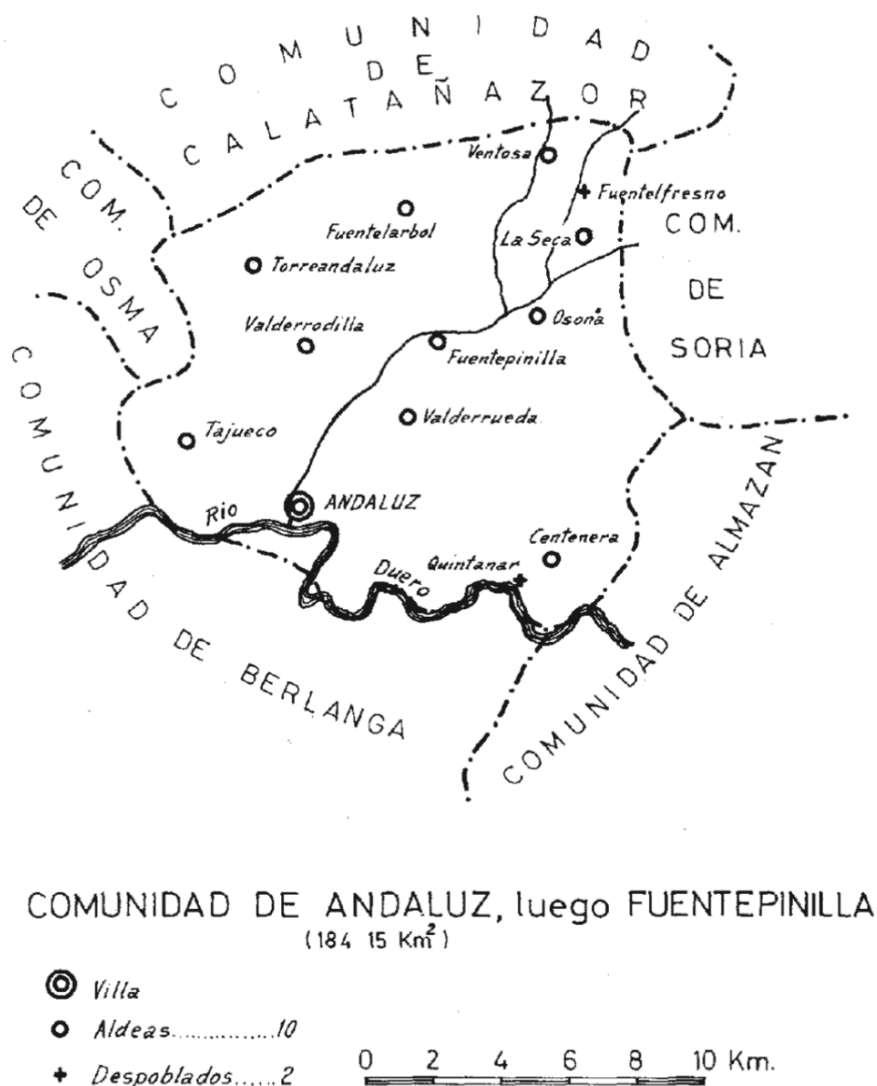 COMUNIDAD
DE
CALATAÑAZOR
COM.
DE OSMA
Ventosa
Fuentelfresno
Fuentelarbol
La Seca
COM.
DE
SORIA
Torreandaluz
Valderrodilla
Osona
Fuentepinilla
Valderrueda
Tajueco
ANDALUZ
Rio
Duero
Centenera
Quintanar
COMUNIDAD DE BERLANGA
COMUNIDAD DE ALMAZAN
COMUNIDAD DE ANDALUZ, luego FUENTEPINILLA
(184 15 Km²)
Villa
Aldeas...............10
Despoblados......2
0 2 4 6 8 10 Km.